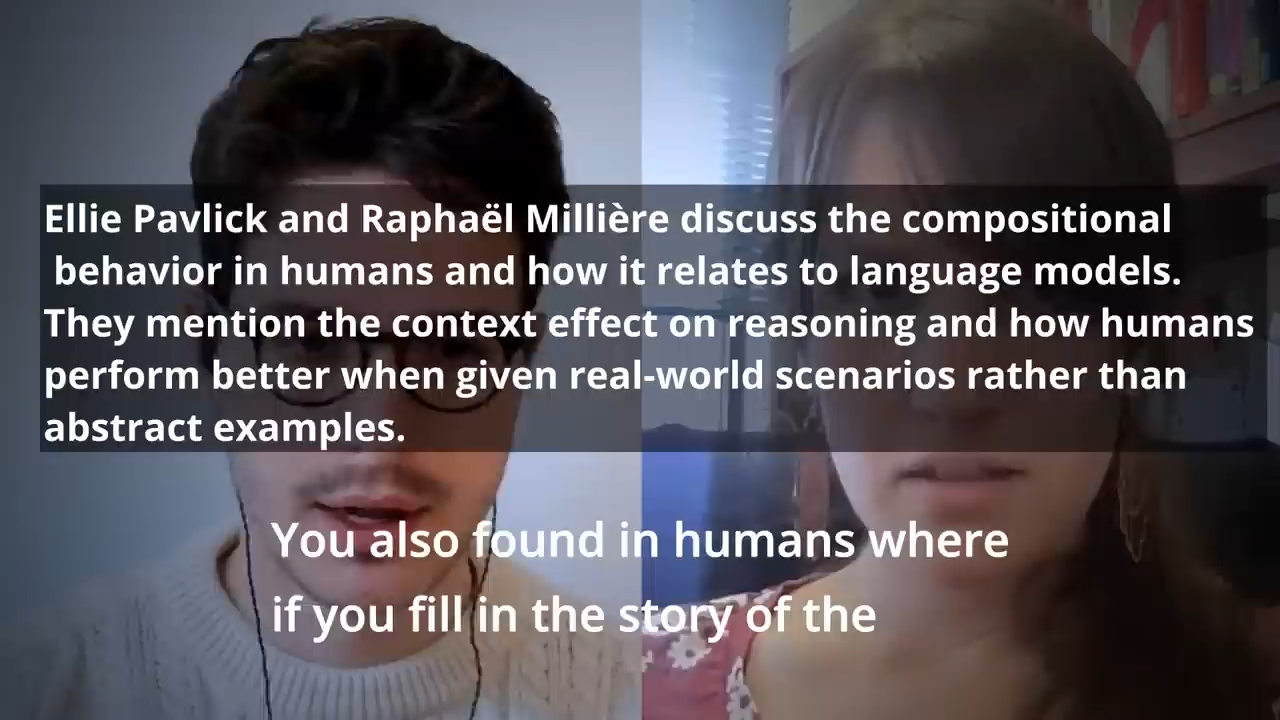 Ellie Pavlick and Raphaël Millière discuss the compositional
behavior in humans and how it relates to language models.
They mention the context effect on reasoning and how humans
perform better when given real-world scenarios rather than
abstract examples.
You also found in humans where
if you fill in the story of the